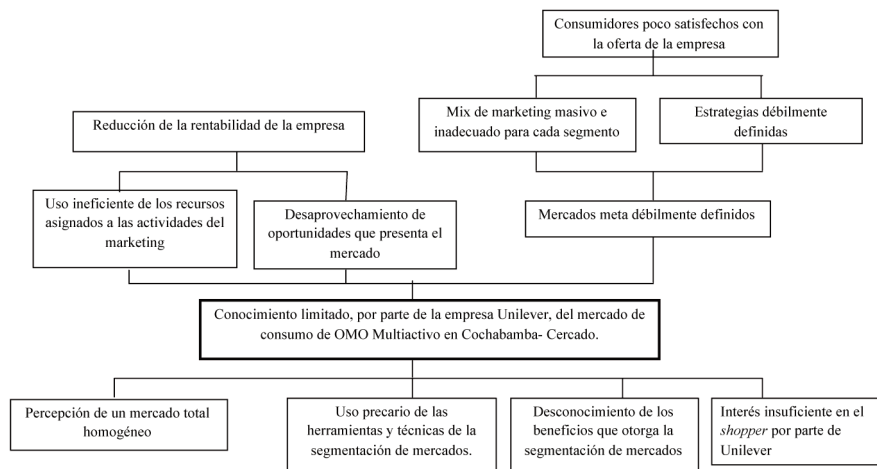 Consumidores poco satisfechos con
la oferta de la empresa
Mix de marketing masivo e
inadecuado para cada segmento
Estrategias débilmente
definidas
Reducción de la rentabilidad de la empresa
Uso ineficiente de los recursos
asignados a las actividades del
marketing
Desaprovechamiento de
oportunidades que presenta el
mercado
Mercados meta débilmente definidos
Conocimiento limitado, por parte de la empresa Unilever, del mercado de
consumo de OMO Multiactivo en Cochabamba- Cercado.
Percepción de un mercado total
homogéneo
Uso precario de las
herramientas y técnicas de la
segmentación de mercados.
Desconocimiento de los
beneficios que otorga la
segmentación de mercados
Interés insuficiente en el
shopper por parte de
Unilever